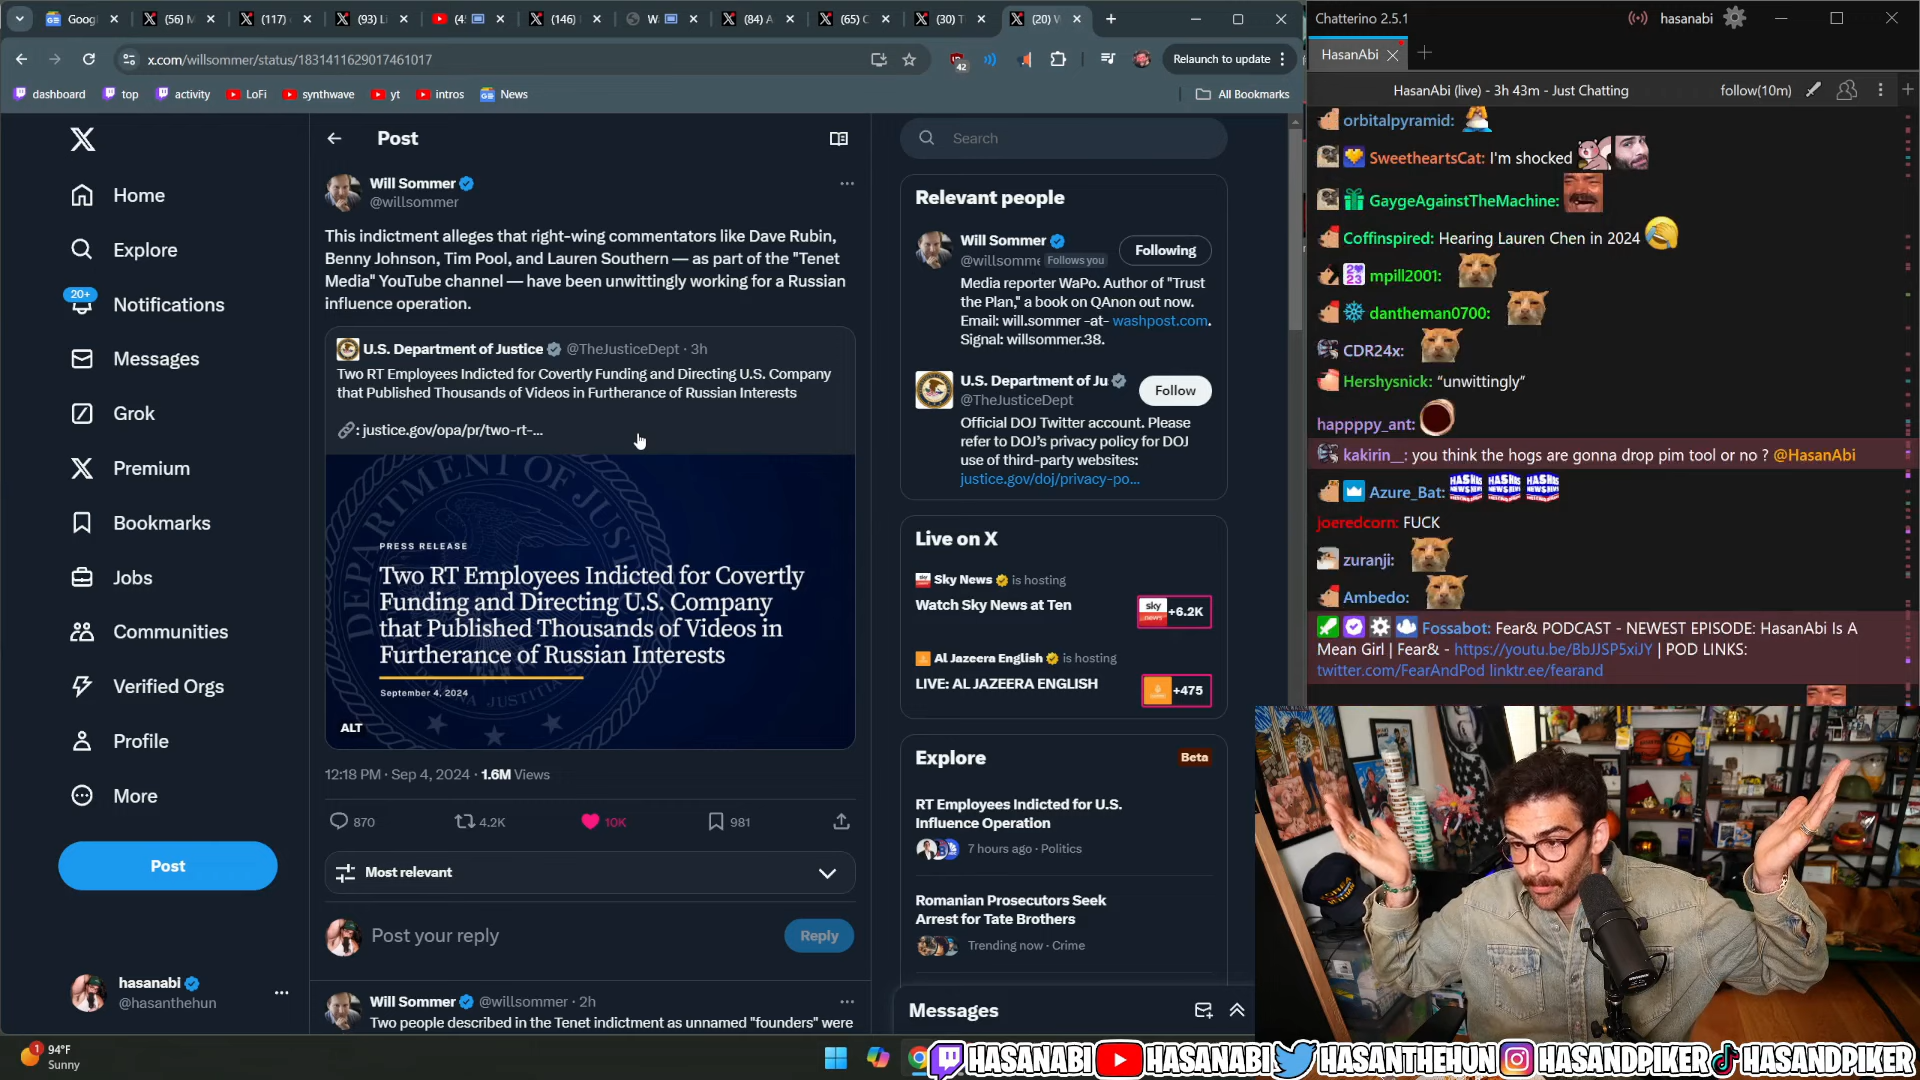 Goog
(56) M
(117)
(93) Li
(4
(146)
W
(84) A
(65) C
(30) T
(20) W
x.com/willsommer/status/1831411629017461017
42
Relaunch to update
dashboard
top
activity
LoFi
synthwave
yt
intros
News
All Bookmarks
Home
Explore
20+
Notifications
Messages
Grok
Premium
Bookmarks
Jobs
Communities
Verified Orgs
Profile
More
Post
hasanabi
@hasanthehun
Post
Will Sommer
@willsommer
This indictment alleges that right-wing commentators like Dave Rubin,
Benny Johnson, Tim Pool, and Lauren Southern — as part of the "Tenet
Media" YouTube channel — have been unwittingly working for a Russian
influence operation.
U.S. Department of Justice @TheJusticeDept · 3h
Two RT Employees Indicted for Covertly Funding and Directing U.S. Company
that Published Thousands of Videos in Furtherance of Russian Interests
: justice.gov/opa/pr/two-rt-...
PRESS RELEASE
Two RT Employees Indicted for Covertly
Funding and Directing U.S. Company
that Published Thousands of Videos in
Furtherance of Russian Interests
September 4, 2024
ALT
12:18 PM · Sep 4, 2024 · 1.6M Views
870
4.2K
10K
981
Most relevant
Post your reply
Reply
Will Sommer @willsommer · 2h
Two people described in the Tenet indictment as unnamed "founders" were
Search
Relevant people
Will Sommer
@willsomme Follows you
Following
Media reporter WaPo. Author of "Trust
the Plan," a book on QAnon out now.
Email: will.sommer -at- washpost.com.
Signal: willsommer.38.
U.S. Department of Ju
@TheJusticeDept
Follow
Official DOJ Twitter account. Please
refer to DOJ's privacy policy for DOJ
use of third-party websites:
justice.gov/doj/privacy-po...
Live on X
Sky News is hosting
Watch Sky News at Ten
sky news
+6.2K
Al Jazeera English is hosting
LIVE: AL JAZEERA ENGLISH
+475
Explore
Beta
RT Employees Indicted for U.S.
Influence Operation
7 hours ago · Politics
Romanian Prosecutors Seek
Arrest for Tate Brothers
Trending now · Crime
Messages
Chatterino 2.5.1
hasanabi
HasanAbi
HasanAbi (live) - 3h 43m - Just Chatting
follow(10m)
orbitalpyramid:
SweetheartsCat: I'm shocked
GaygeAgainstTheMachine:
Coffinspired: Hearing Lauren Chen in 2024
mpill2001:
dantheman0700:
CDR24x:
Hershysnick: "unwittingly"
happppy_ant:
kakirin__: you think the hogs are gonna drop pim tool or no ? @HasanAbi
Azure_Bat:
joeredcorn: FUCK
zuranji:
Ambedo:
Fossabot: Fear& PODCAST - NEWEST EPISODE: HasanAbi Is A
Mean Girl | Fear& - https://youtu.be/BbJJSP5xiJY | POD LINKS:
twitter.com/FearAndPod linktr.ee/fearand
1
94°F
Sunny
HASANABI
HASANABI
HASANTHEHUN
HASANDPIKER
HASANDPIKER